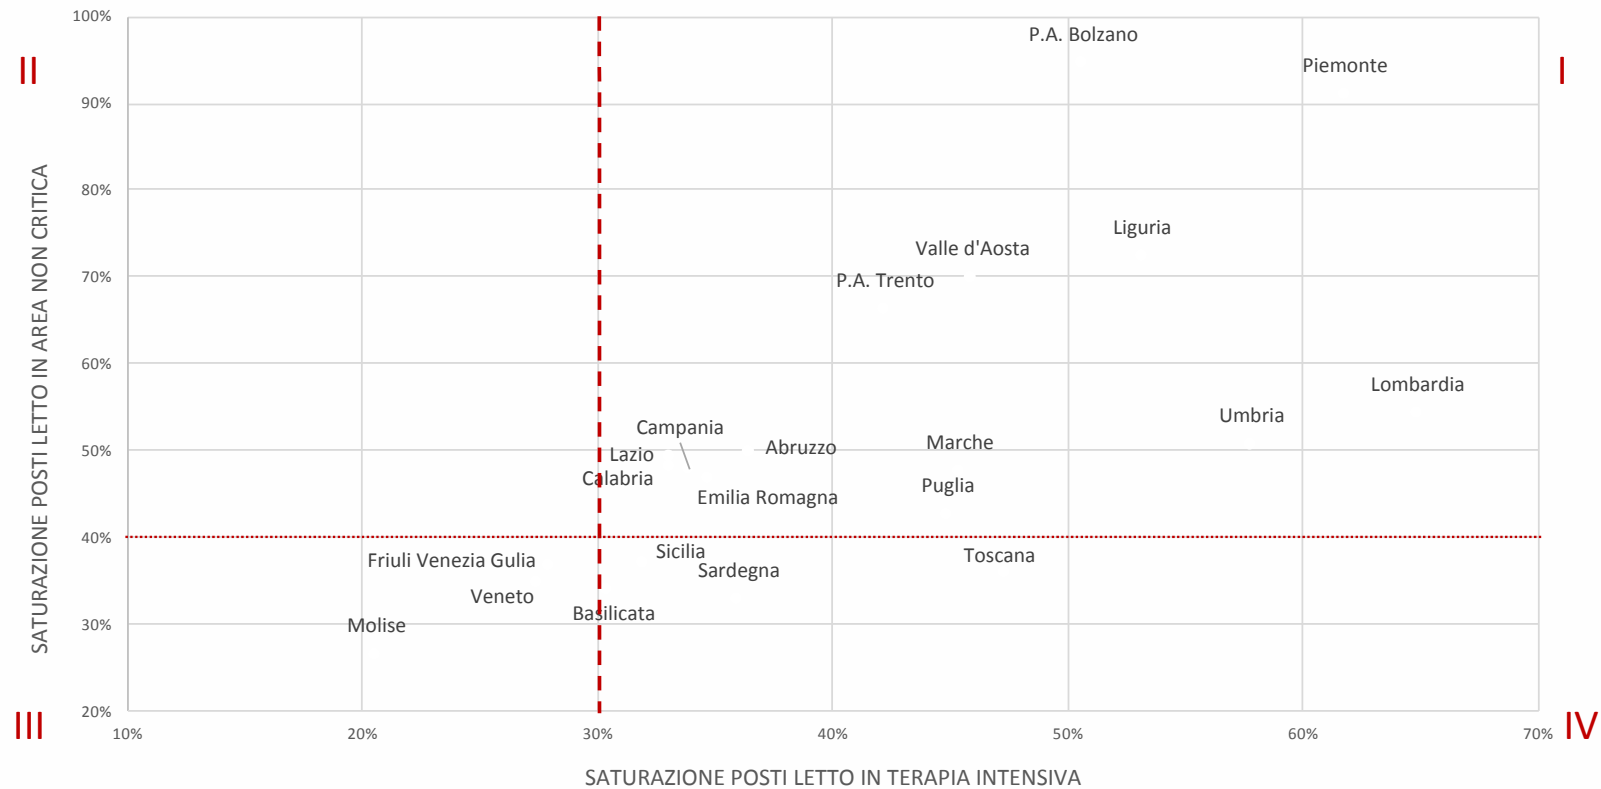 100%
P.A. Bolzano
II
Piemonte
I
90%
80%
Liguria
Valle d'Aosta
70%
P.A. Trento
60%
Lombardia
Umbria
Campania
Marche
50%
Lazio
Abruzzo
Calabria
Puglia
Emilia Romagna
40%
Sicilia
Toscana
Friuli Venezia Gulia
Sardegna
Veneto
Basilicata
30%
Molise
20%
SATURAZIONE POSTI LETTO IN AREA NON CRITICA
III
IV
10%
20%
30%
40%
50%
60%
70%
SATURAZIONE POSTI LETTO IN TERAPIA INTENSIVA